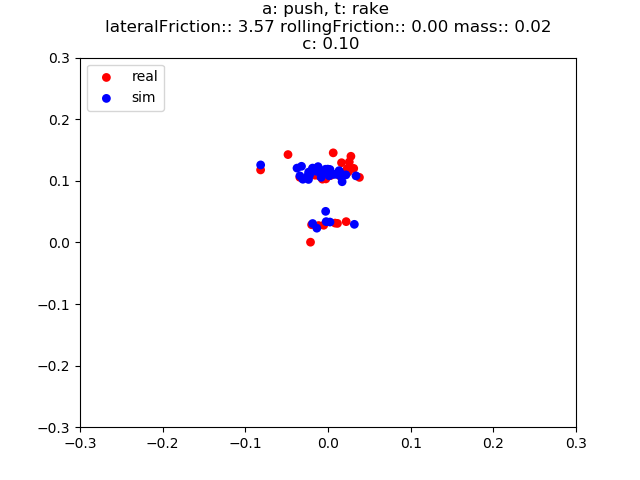 a: push, t: rake
lateralFriction:: 3.57 rollingFriction:: 0.00 mass:: 0.02
c: 0.10
real
sim
0.3
0.2
0.1
0.0
−0.1
−0.2
−0.3
−0.3 −0.2 −0.1 0.0 0.1 0.2 0.3